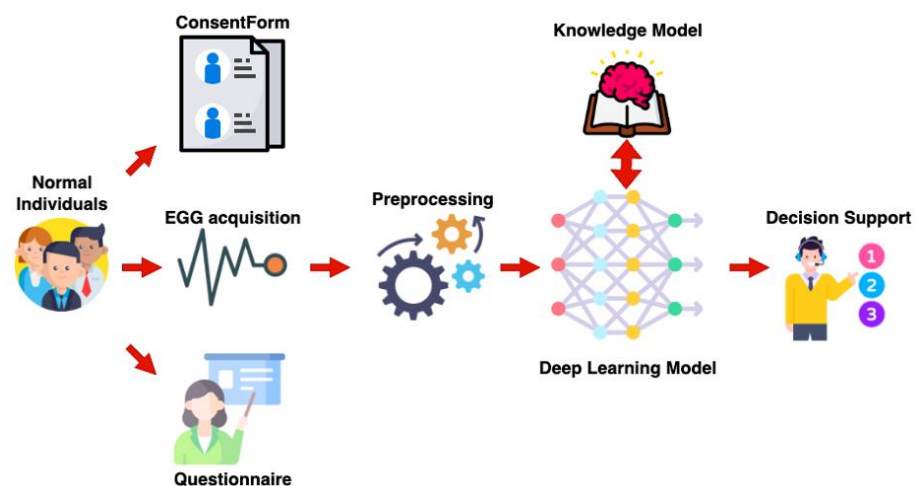 ConsentForm
Knowledge Model
Normal
Individuals
EGG acquisition
Preprocessing
Decision Support
1
2
3
Deep Learning Model
Questionnaire